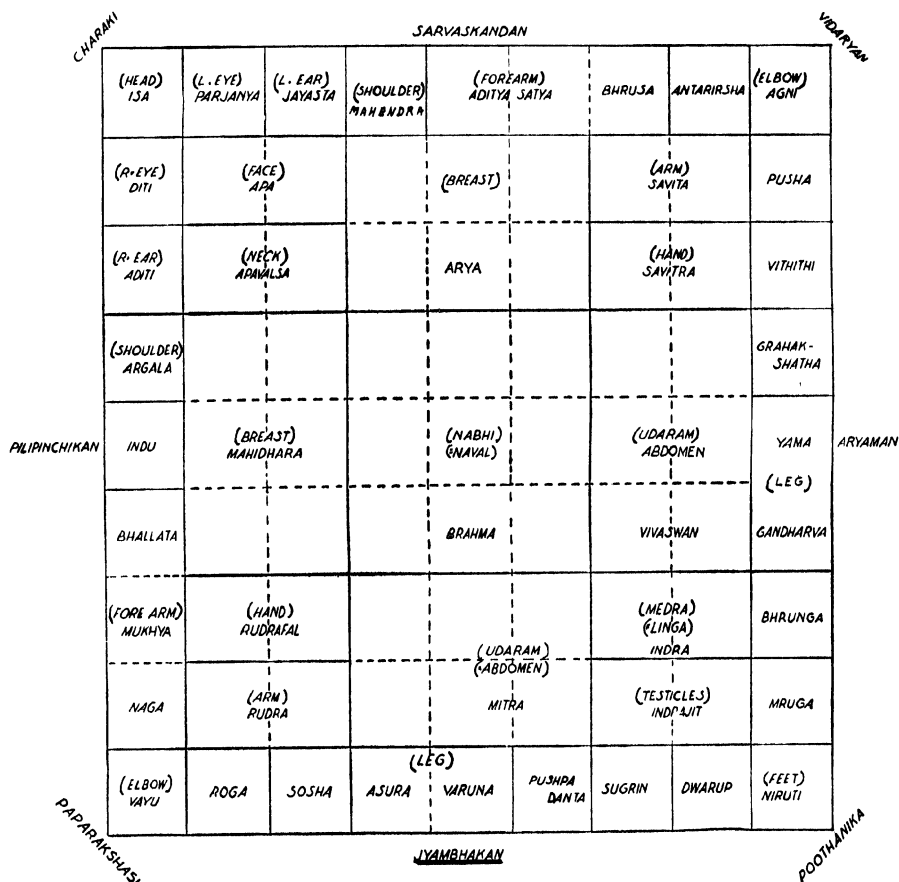 CHARAKI
SARVASKANDAN
VIDARYAN
(HEAD)
ISA
(L.EYE)
PARJANYA
(L.EAR)
JAYASTA
(SHOULDER)
MAHENDRA
(FOREARM)
ADITYA SATYA
BHRUSA
ANTARIRSHA
(ELBOW)
AGNI
(R.EYE)
DITI
(FACE)
APA
(BREAST)
(ARM)
SAVITA
PUSHA
(R.EAR)
ADITI
(NECK)
APAVALSA
ARYA
(HAND)
SAVITRA
VITHITHI
(SHOULDER)
ARGALA
GRAHAK-
SHATHA
PILIPINCHIKAN
INDU
(BREAST)
MAHIDHARA
(NABHI)
(=NAVAL)
(UDARAM)
ABDOMEN
YAMA
ARYAMAN
(LEG)
BHALLATA
BRAHMA
VIVASWAN
GANDHARVA
(FORE ARM)
MUKHYA
(HAND)
RUDRAFAL
(MEDRA)
(=LINGA)
INDRA
BHRUNGA
(UDARAM)
(=ABDOMEN)
NAGA
(ARM)
RUDRA
MITRA
(TESTICLES)
INDRAJIT
MRUGA
(LEG)
(ELBOW)
VAYU
ROGA
SOSHA
ASURA
VARUNA
PUSHPA
DANTA
SUGRIN
DWARUP
(FEET)
NIRUTI
PAPARAKSHASI
JYAMBHAKAN
POOTHANIKA